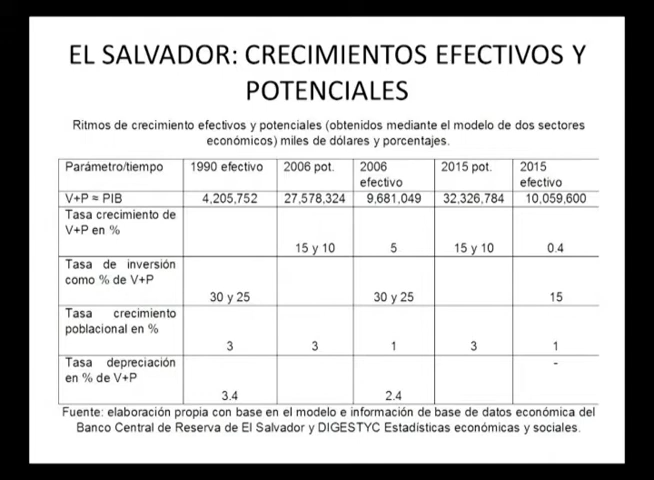 EL SALVADOR: CRECIMIENTOS EFECTIVOS Y
POTENCIALES
Ritmos de crecimiento efectivos y potenciales (obtenidos mediante el modelo de dos sectores
económicos) miles de dólares y porcentajes.
Parámetro/tiempo 1990 efectivo 2006 pot. 2006 efectivo 2015 pot. 2015 efectivo
V+P = PIB 4,205,752 27,578,324 9,681,049 32,326,784 10,059,600
Tasa crecimiento de
V+P en % 15 y 10 5 15 y 10 0.4
Tasa de inversión
como % de V+P 30 y 25 30 y 25 15
Tasa crecimiento
poblacional en % 3 3 1 3 1
Tasa depreciación -
en % de V+P 3.4 2.4
Fuente: elaboración propia con base en el modelo e información de base de datos económica del
Banco Central de Reserva de El Salvador y DIGESTYC Estadísticas económicas y sociales.